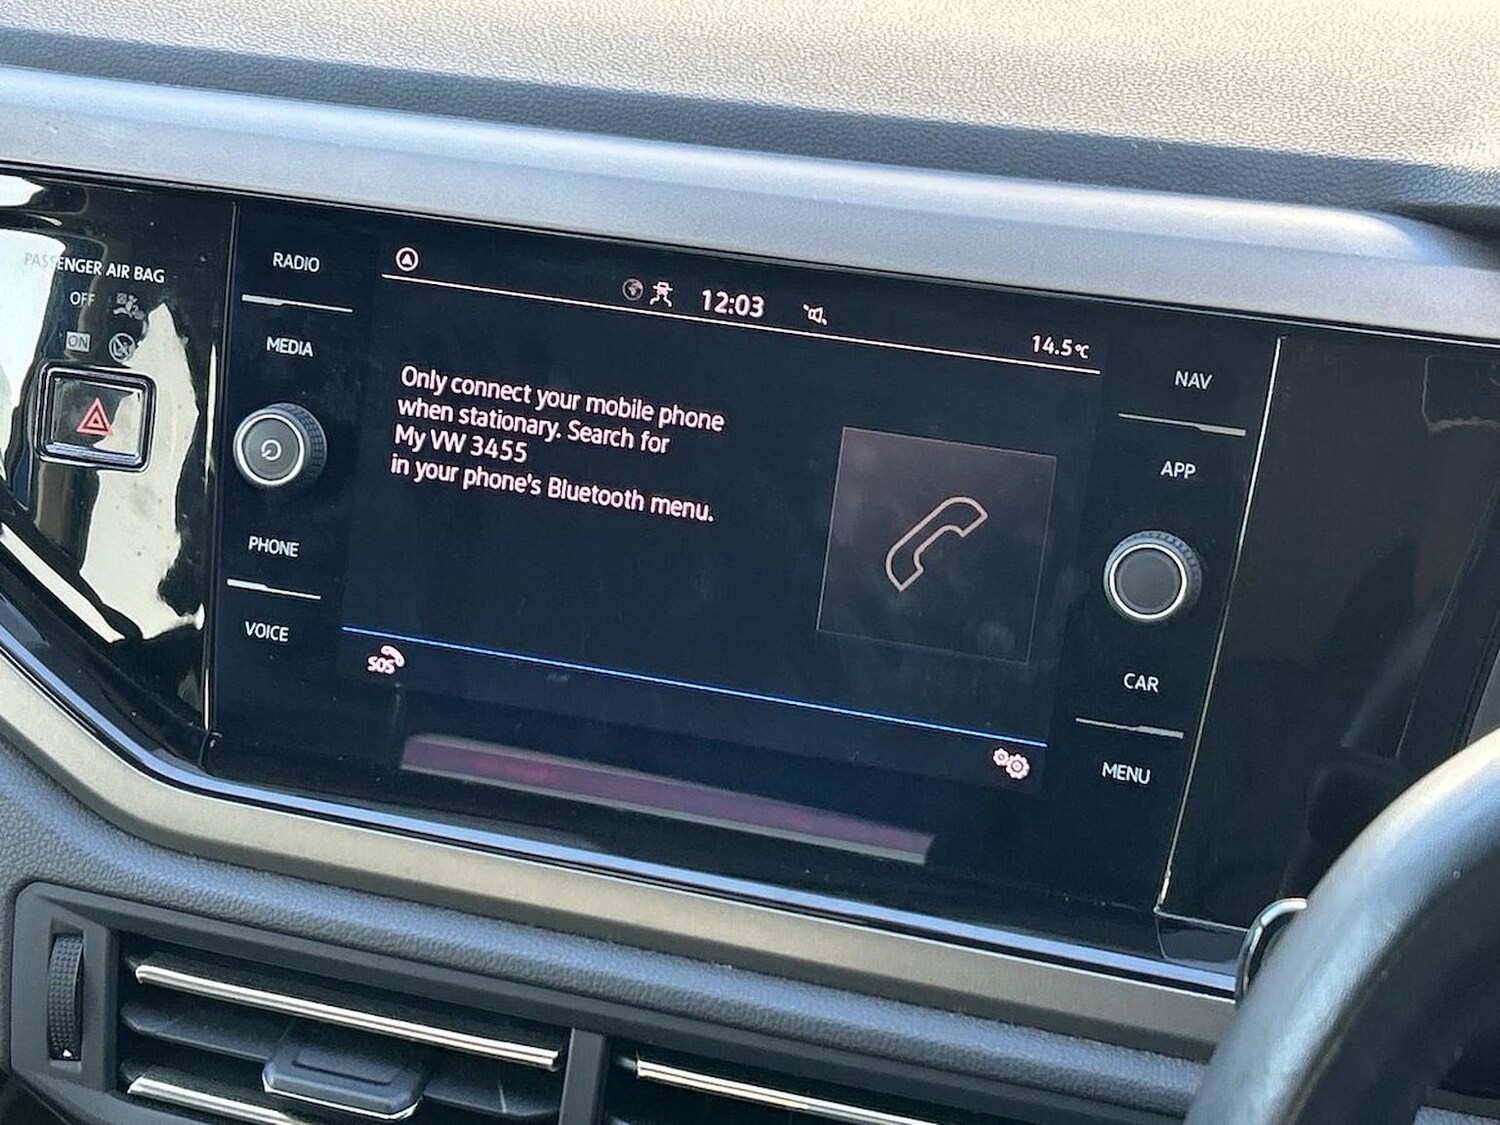 PASSENGER AIR BAG
OFF
ON
RADIO
MEDIA
PHONE
VOICE
12:03
14.5°C
Only connect your mobile phone
when stationary. Search for
My VW 3455
in your phone's Bluetooth menu.
SOS
NAV
APP
CAR
MENU